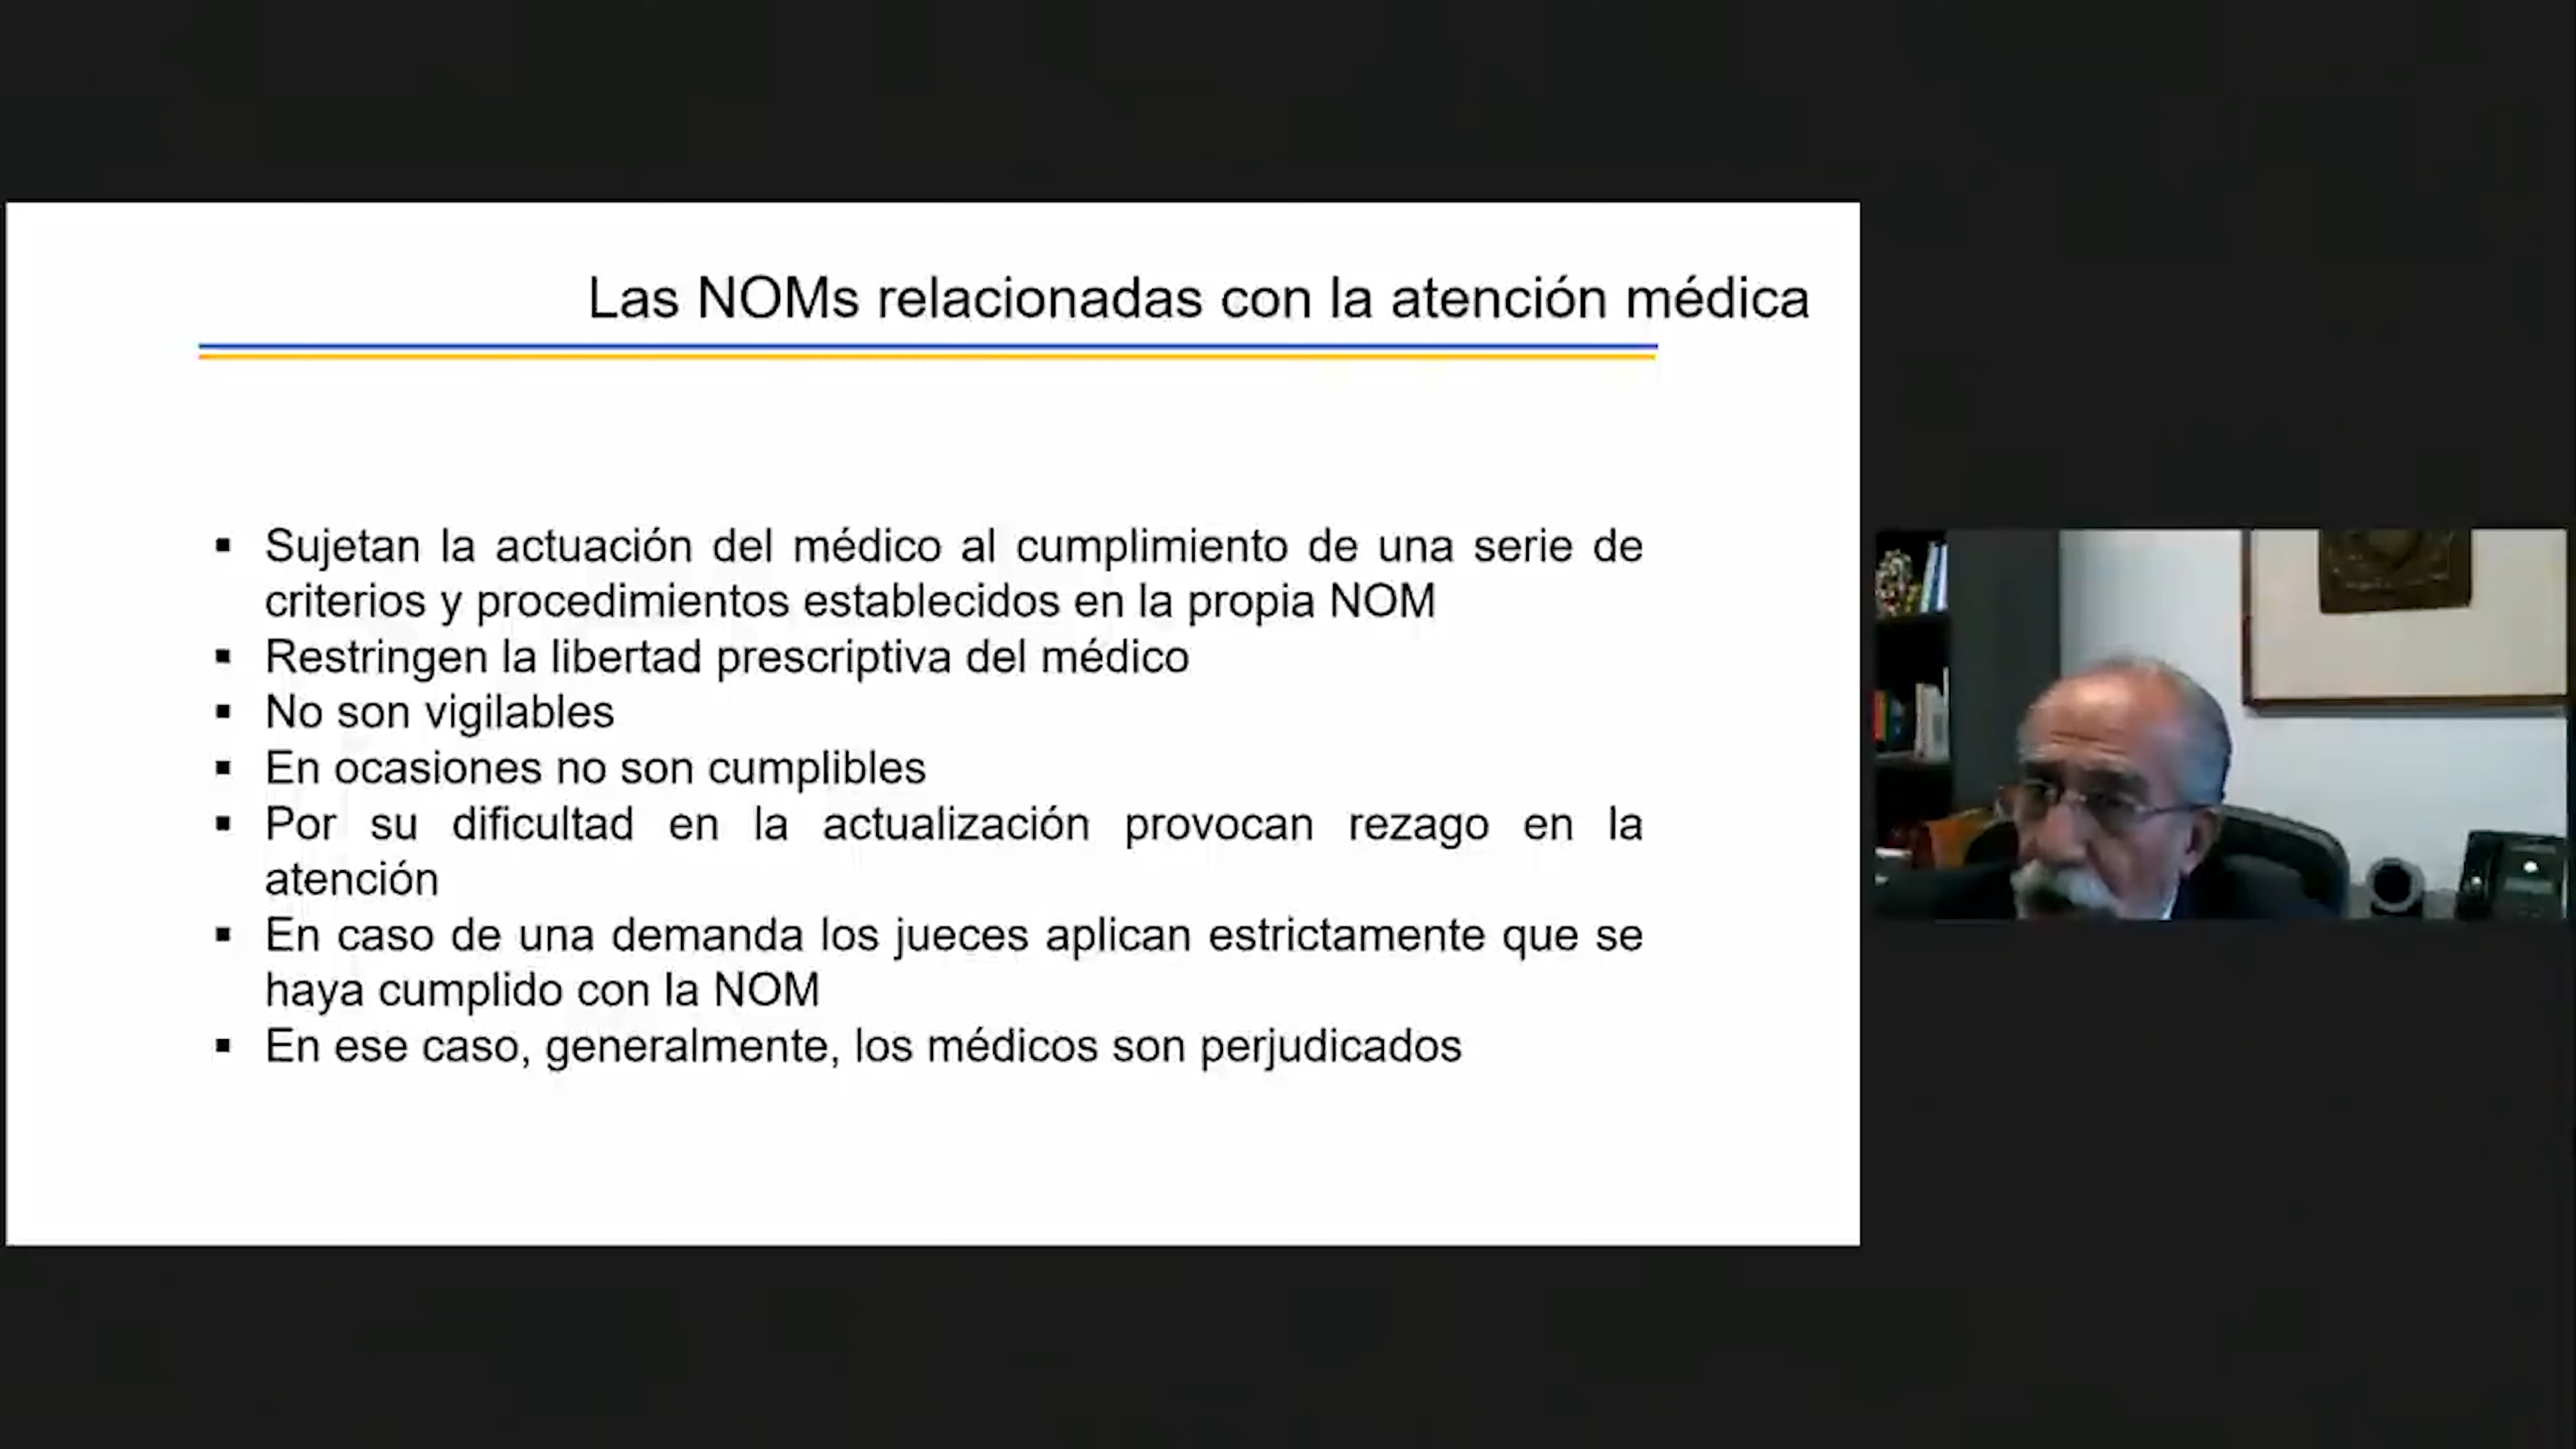 Las NOMs relacionadas con la atención médica
▪ Sujetan la actuación del médico al cumplimiento de una serie de
criterios y procedimientos establecidos en la propia NOM
▪ Restringen la libertad prescriptiva del médico
▪ No son vigilables
▪ En ocasiones no son cumplibles
▪ Por su dificultad en la actualización provocan rezago en la
atención
▪ En caso de una demanda los jueces aplican estrictamente que se
haya cumplido con la NOM
▪ En ese caso, generalmente, los médicos son perjudicados